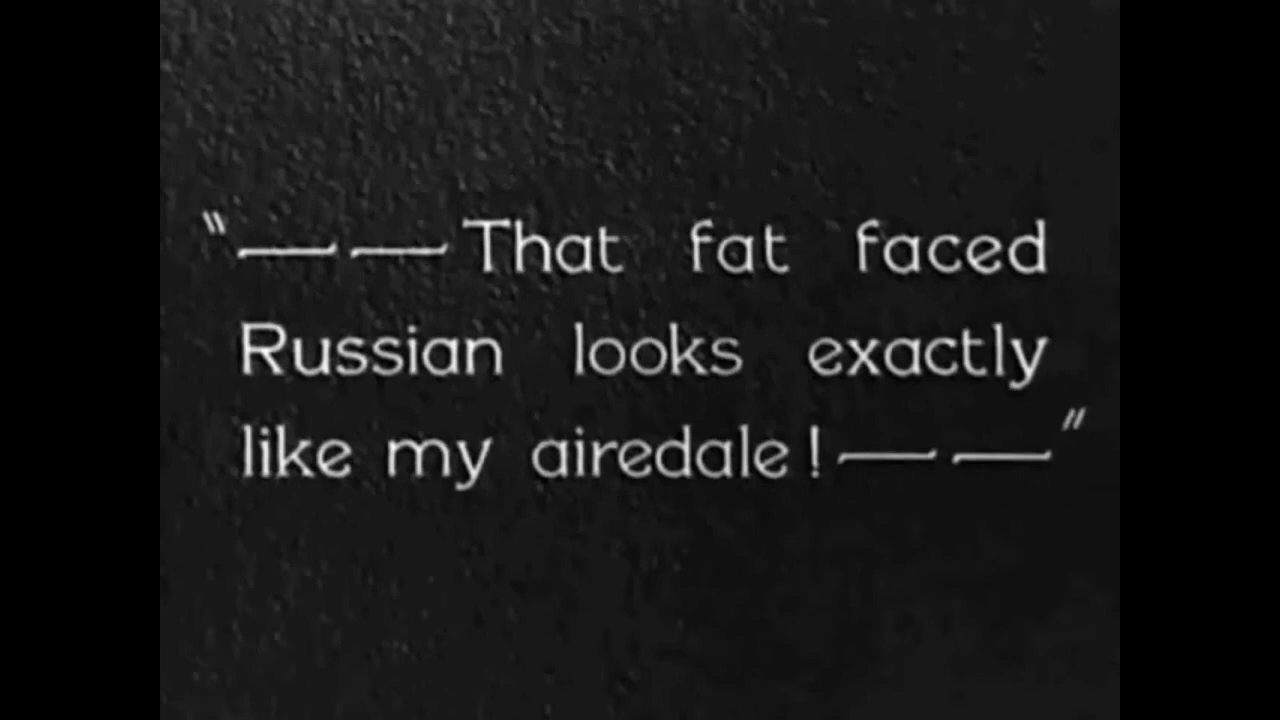 "— — That fat faced
Russian looks exactly
like my airedale! — —"